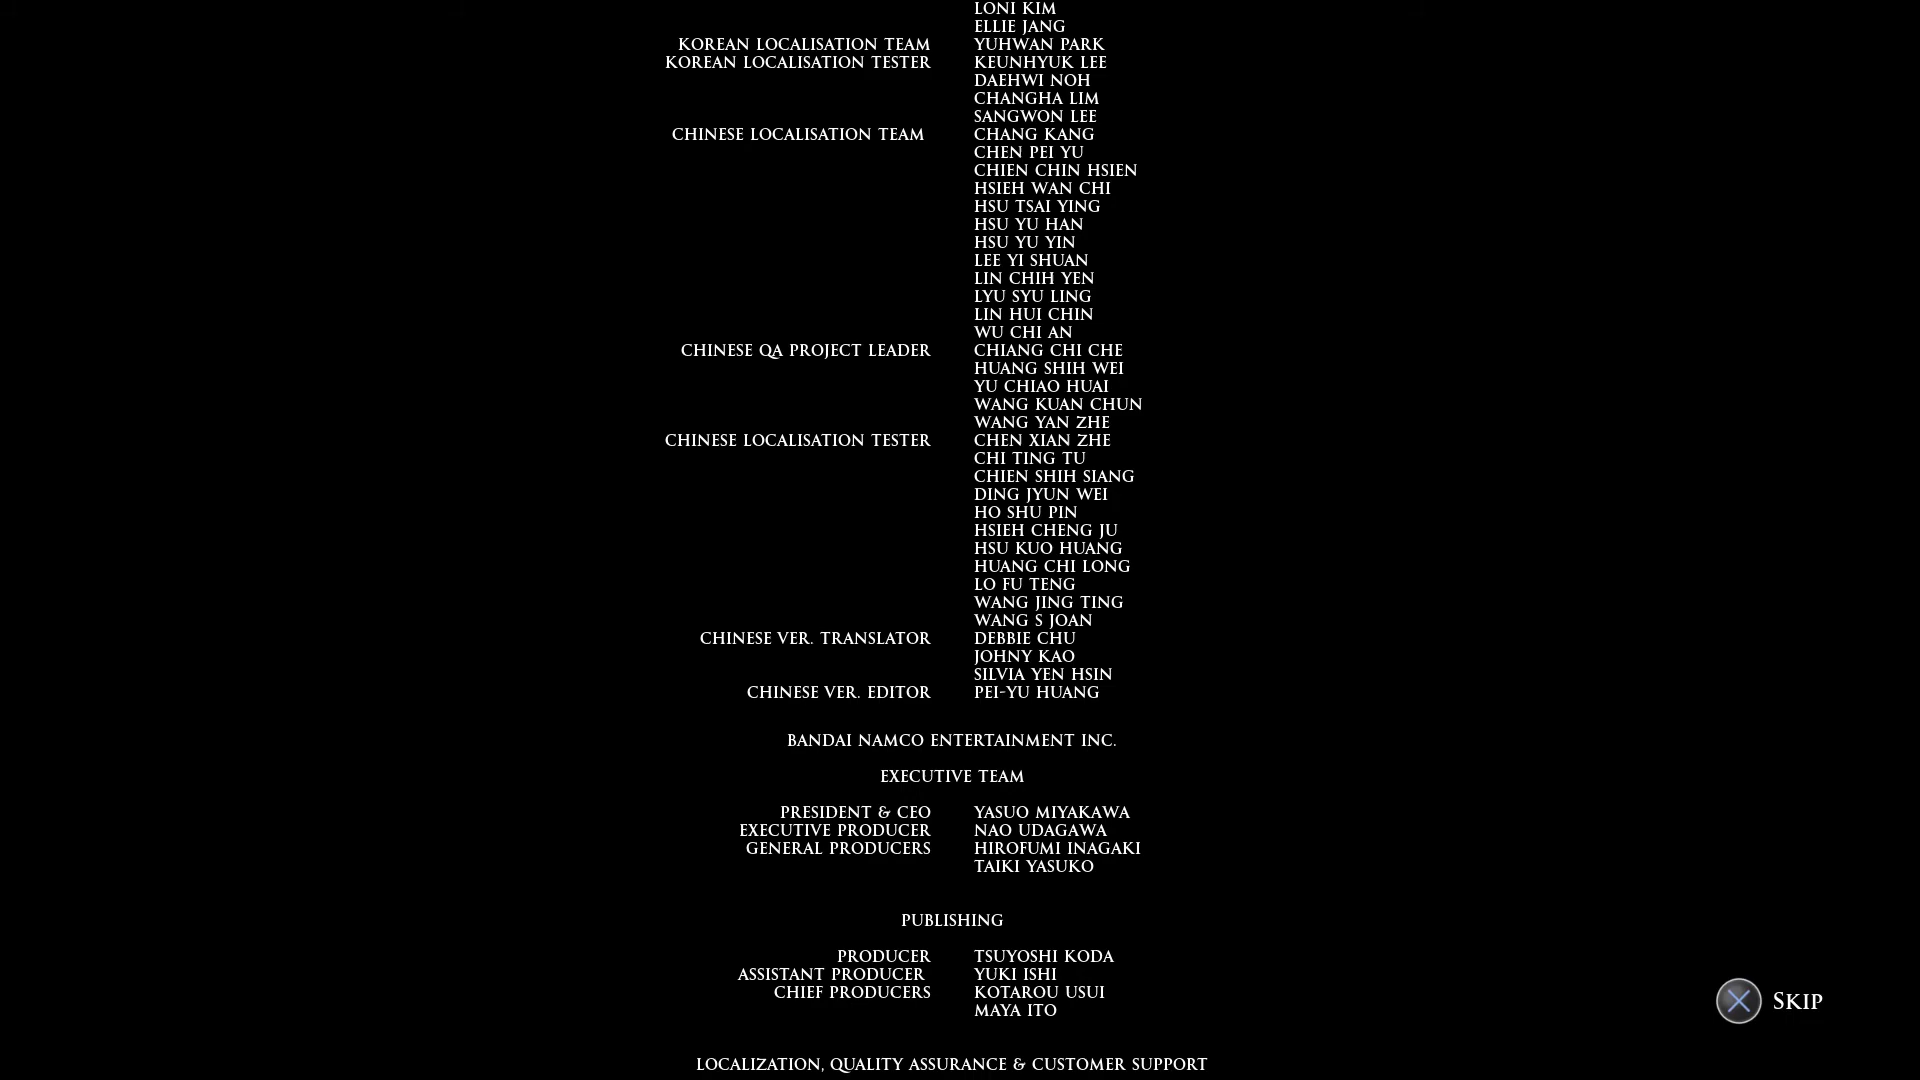 LONI KIM
ELLIE JANG
KOREAN LOCALISATION TEAM YUHWAN PARK
KOREAN LOCALISATION TESTER KEUNHYUK LEE
DAEHWI NOH
CHANGHA LIM
SANGWON LEE
CHINESE LOCALISATION TEAM CHANG KANG
CHEN PEI YU
CHIEN CHIN HSIEN
HSIEH WAN CHI
HSU TSAI YING
HSU YU HAN
HSU YU YIN
LEE YI SHUAN
LIN CHIH YEN
LYU SYU LING
LIN HUI CHIN
WU CHI AN
CHINESE QA PROJECT LEADER CHIANG CHI CHE
HUANG SHIH WEI
YU CHIAO HUAI
WANG KUAN CHUN
WANG YAN ZHE
CHINESE LOCALISATION TESTER CHEN XIAN ZHE
CHI TING TU
CHIEN SHIH SIANG
DING JYUN WEI
HO SHU PIN
HSIEH CHENG JU
HSU KUO HUANG
HUANG CHI LONG
LO FU TENG
WANG JING TING
WANG S JOAN
CHINESE VER. TRANSLATOR DEBBIE CHU
JOHNY KAO
SILVIA YEN HSIN
CHINESE VER. EDITOR PEI-YU HUANG
BANDAI NAMCO ENTERTAINMENT INC.
EXECUTIVE TEAM
PRESIDENT & CEO YASUO MIYAKAWA
EXECUTIVE PRODUCER NAO UDAGAWA
GENERAL PRODUCERS HIROFUMI INAGAKI
TAIKI YASUKO
PUBLISHING
PRODUCER TSUYOSHI KODA
ASSISTANT PRODUCER YUKI ISHI
CHIEF PRODUCERS KOTAROU USUI
MAYA ITO
SKIP
LOCALIZATION, QUALITY ASSURANCE & CUSTOMER SUPPORT